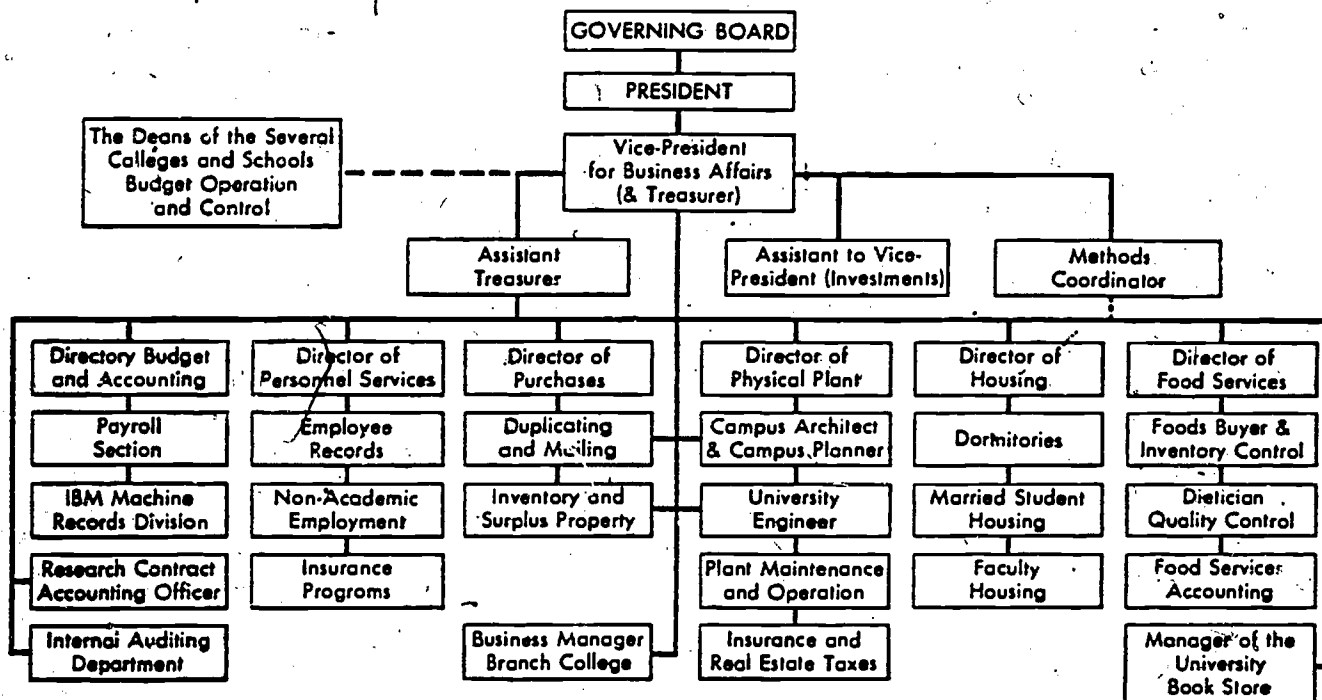 GOVERNING BOARD
PRESIDENT
The Deans of the Several
Colleges and Schools
Budget Operation
and Control
Vice-President
for Business Affairs
(& Treasurer)
Assistant
Treasurer
Assistant to Vice-
President (Investments)
Methods
Coordinator
Directory Budget
and Accounting
Payroll
Section
IBM Machine
Records Division
Research Contract
Accounting Officer
Internal Auditing
Department
Director of
Personnel Services
Employee
Records
Non-Academic
Employment
Insurance
Programs
Director of
Purchases
Duplicating
and Mailing
Inventory and
Surplus Property
Business Manager
Branch College
Director of
Physical Plant
Campus Architect
& Campus Planner
University
Engineer
Plant Maintenance
and Operation
Insurance and
Real Estate Taxes
Director of
Housing
Dormitories
Married Student
Housing
Faculty
Housing
Director of
Food Services
Foods Buyer &
Inventory Control
Dietician
Quality Control
Food Services
Accounting
Manager of the
University
Book Store